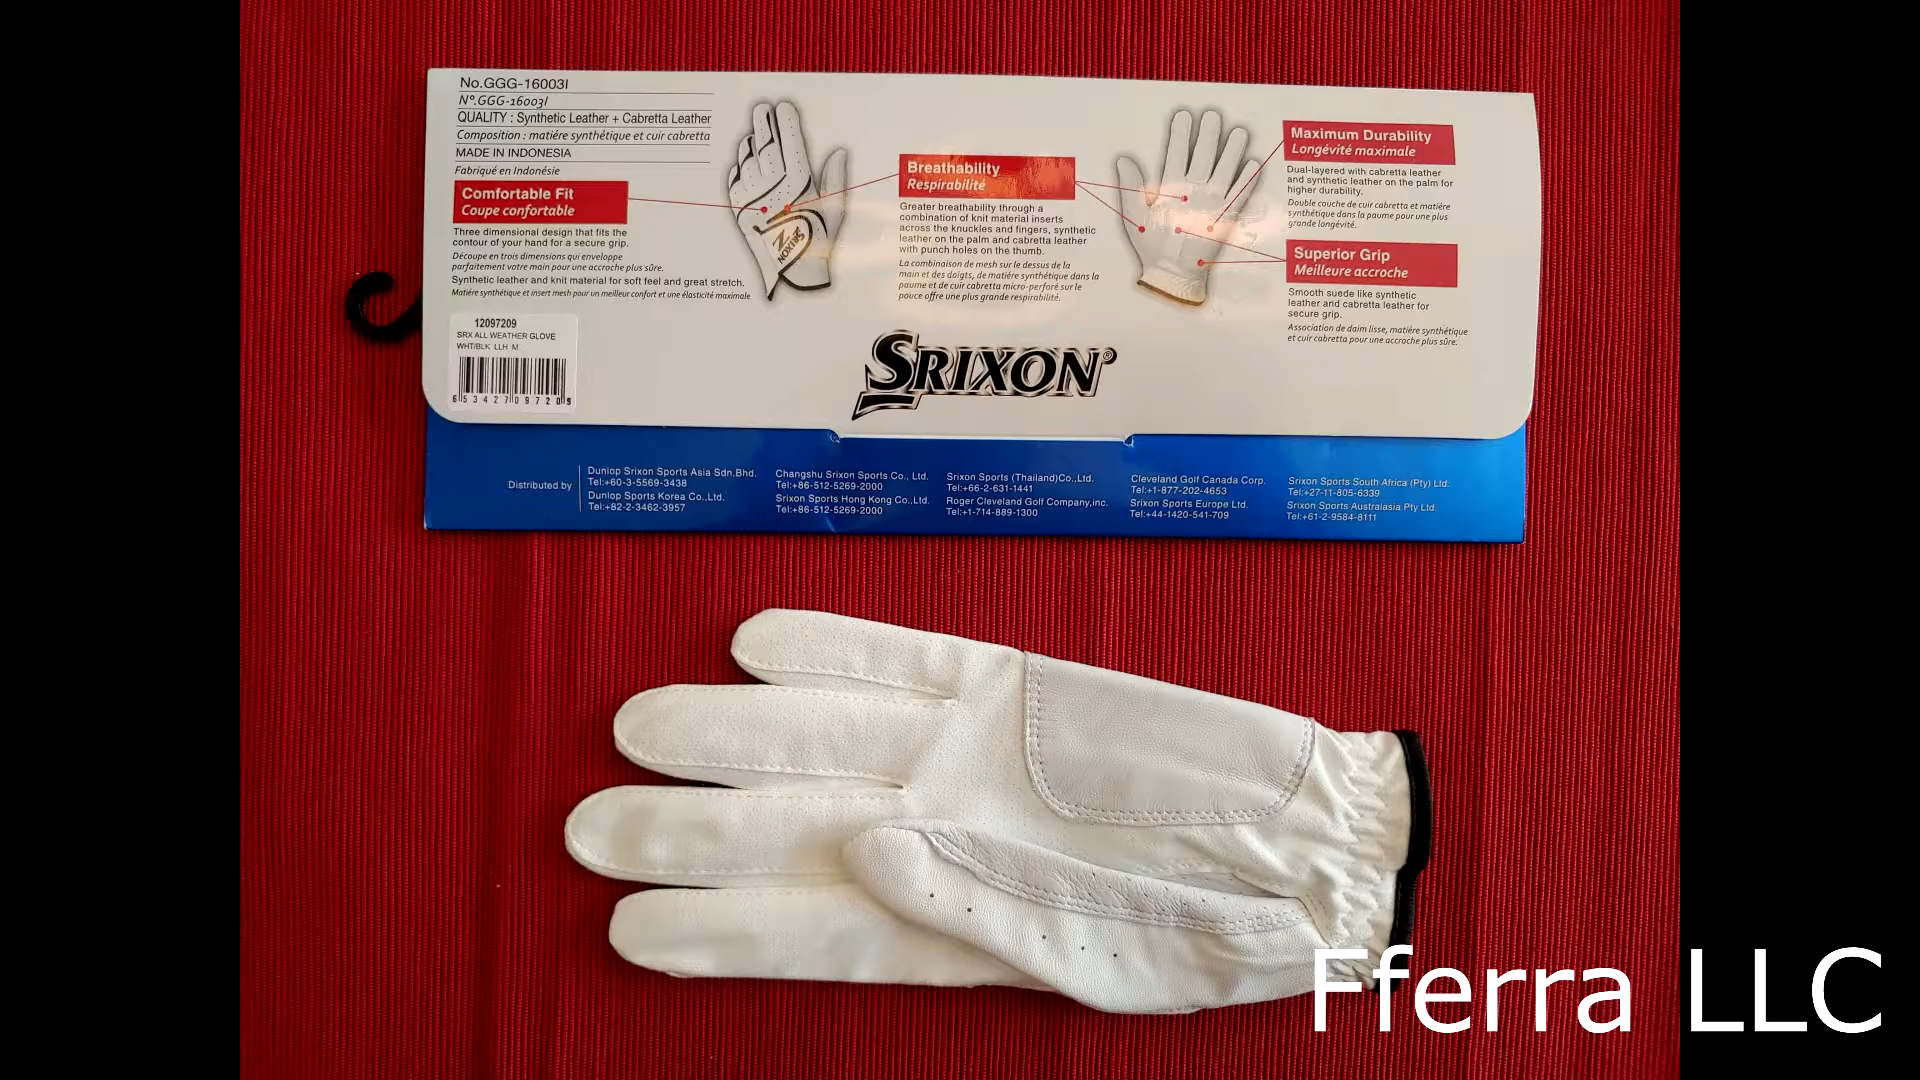 No.GGG-16003I
N°.GGG-16003I
QUALITY : Synthetic Leather + Cabretta Leather
Composition : matiére synthétique et cuir cabretta
MADE IN INDONESIA
Fabriqué en Indonésie
Comfortable Fit
Coupe confortable
Three dimensional design that fits the
contour of your hand for a secure grip.
Découpe en trois dimensions qui enveloppe
parfaitement votre main pour une accroche plus sûre.
Synthetic leather and knit material for soft feel and great stretch.
Matiére synthétique et insert mesh pour un meilleur confort et une élasticité maximale
12097209
SRX ALL WEATHER GLOVE
WHT/BLK LLH M
6 53427 09720 9
SRIXON
Breathability
Respirabilité
Greater breathability through a
combination of knit material inserts
across the knuckles and fingers, synthetic
leather on the palm and cabretta leather
with punch holes on the thumb.
La combinaison de mesh sur le dessus de la
main et des doigts, de matiére synthétique dans la
paume et de cuir cabretta micro-perforé sur le
pouce offre une plus grande respirabilité.
Maximum Durability
Longévité maximale
Dual-layered with cabretta leather
and synthetic leather on the palm for
higher durability.
Double couche de cuir cabretta et matiére
synthétique dans la paume pour une plus
grande longévité.
Superior Grip
Meilleure accroche
Smooth suede like synthetic
leather and cabretta leather for
secure grip.
Association de daim lisse, matiére synthétique
et cuir cabretta pour une accroche plus sûre.
SRIXON®
Distributed by
Dunlop Srixon Sports Asia Sdn.Bhd.
Tel:+60-3-5569-3438
Dunlop Sports Korea Co.,Ltd.
Tel:+82-2-3462-3957
Changshu Srixon Sports Co., Ltd.
Tel:+86-512-5269-2000
Srixon Sports Hong Kong Co.,Ltd.
Tel:+86-512-5269-2000
Srixon Sports (Thailand)Co.,Ltd.
Tel:+66-2-631-1441
Roger Cleveland Golf Company,inc.
Tel:+1-714-889-1300
Cleveland Golf Canada Corp.
Tel:+1-877-202-4653
Srixon Sports Europe Ltd.
Tel:+44-1420-541-709
Srixon Sports South Africa (Pty) Ltd.
Tel:+27-11-805-6339
Srixon Sports Australasia Pty Ltd.
Tel:+61-2-9584-8111
Fferra LLC